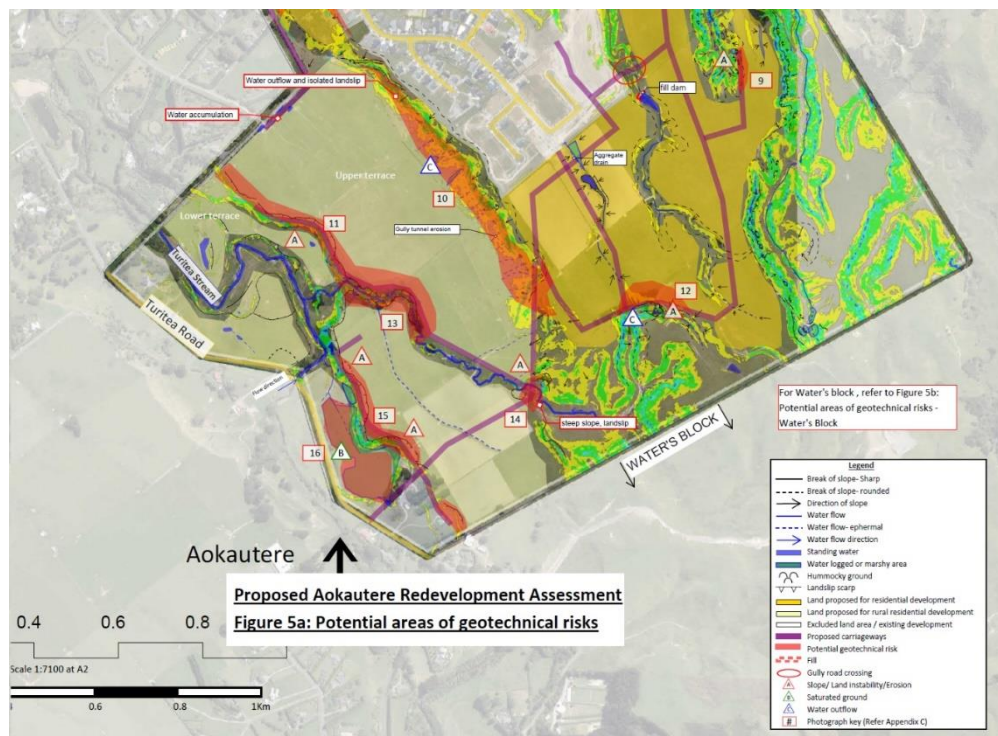 A
9
Water outflow and isolated landslip
fill dam
Water accumulation
Aggregate
drain
C
Upper terrace
10
Lower terrace
11
A
Gully tunnel erosion
Turitea Stream
12
C
A
Turitea Road
13
A
A
For Water's block , refer to Figure 5b:
Potential areas of geotechnical risks -
Water's Block
Flow direction
15
A
14
steep slope, landslip
16
B
WATER'S BLOCK
Legend
Break of slope- Sharp
Break of slope- rounded
Direction of slope
Water flow
Water flow- ephermal
Water flow direction
Standing water
Water logged or marshy area
Hummocky ground
Landslip scarp
Land proposed for residential development
Land proposed for rural residential development
Excluded land area / existing development
Proposed carriageways
Potential geotechnical risk
Fill
Gully road crossing
A Slope/ Land instability/Erosion
B Saturated ground
C Water outflow
# Photograph key (Refer Appendix C)
Aokautere
Proposed Aokautere Redevelopment Assessment
Figure 5a: Potential areas of geotechnical risks
0.4 0.6 0.8
Scale 1:7100 at A2
0.6 0.8 1Km